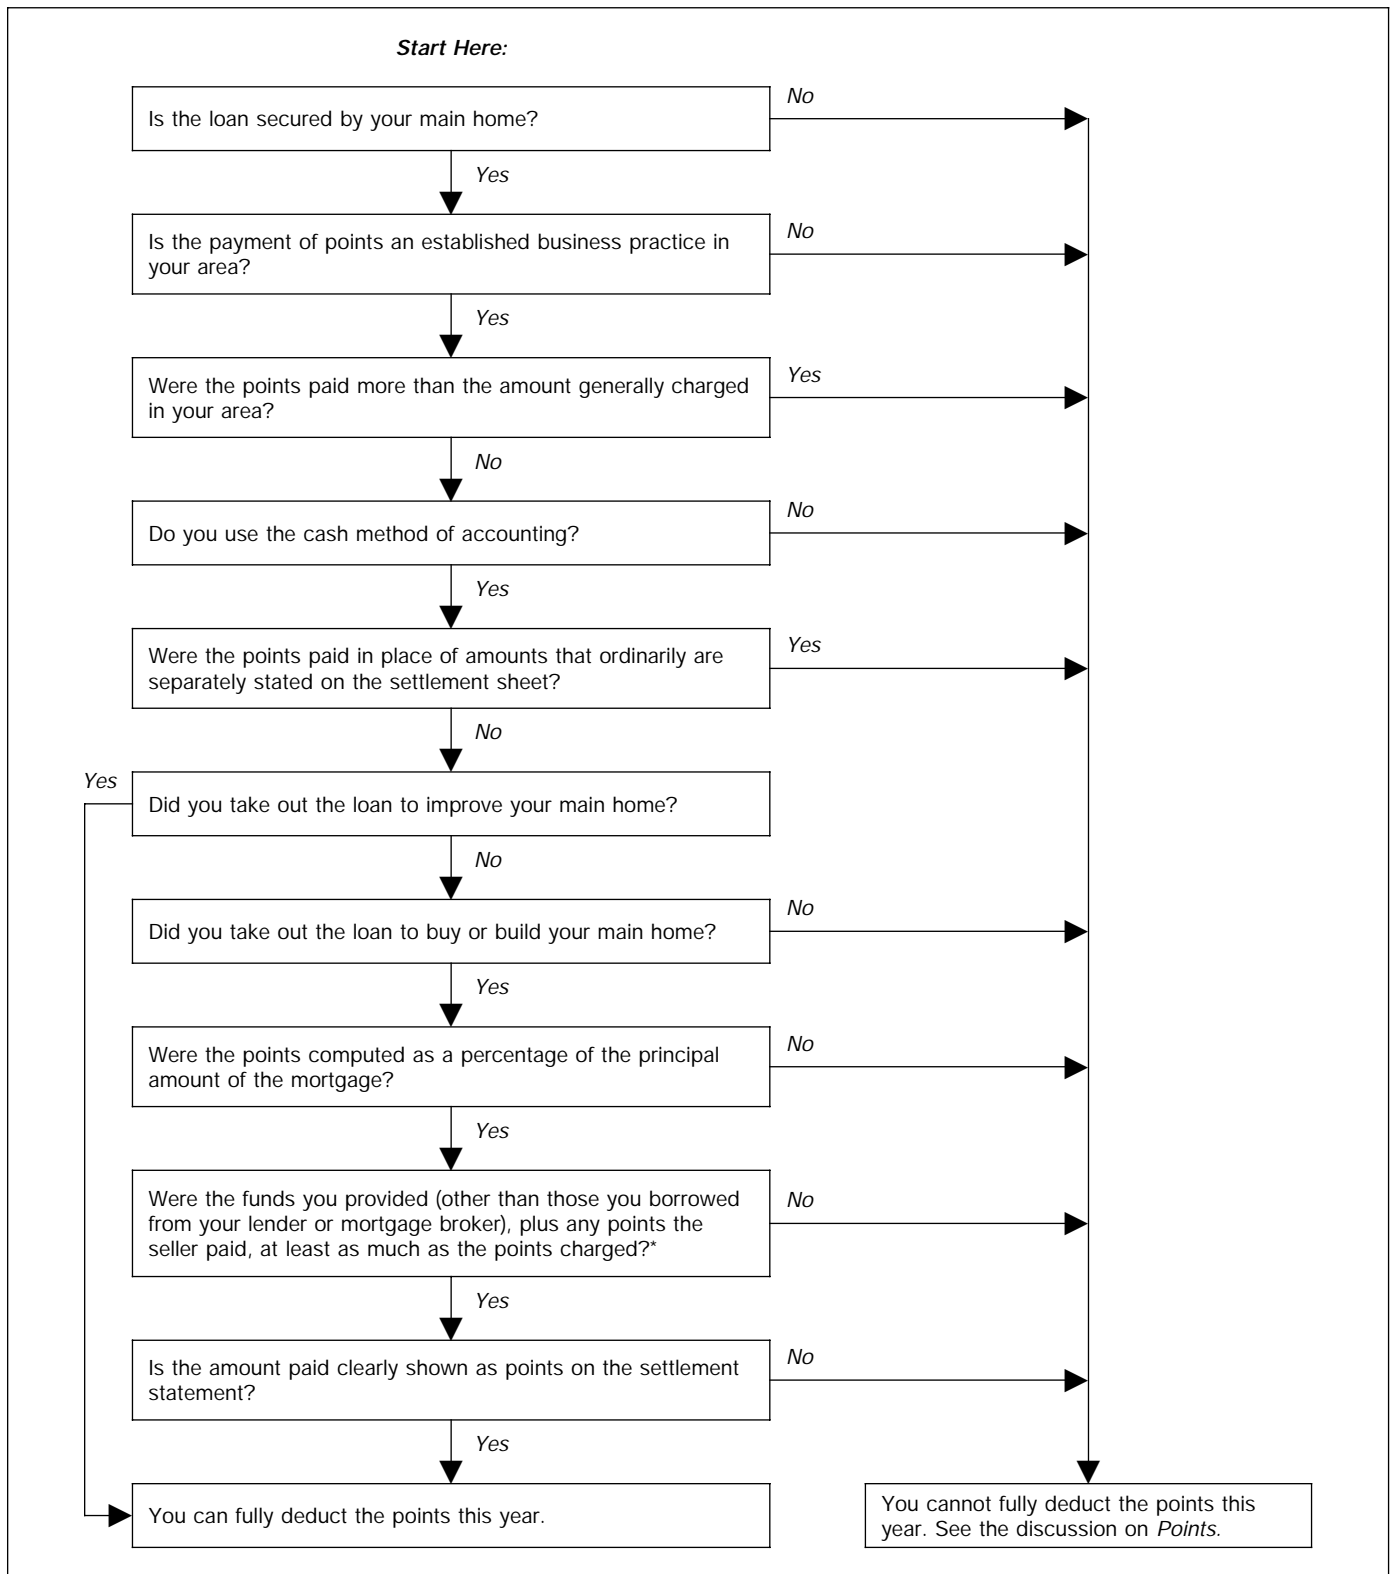 Start Here:
Is the loan secured by your main home?
No
Yes
Is the payment of points an established business practice in
your area?
No
Yes
Were the points paid more than the amount generally charged
in your area?
Yes
No
Do you use the cash method of accounting?
No
Yes
Were the points paid in place of amounts that ordinarily are
separately stated on the settlement sheet?
Yes
No
Yes
Did you take out the loan to improve your main home?
No
Did you take out the loan to buy or build your main home?
No
Yes
Were the points computed as a percentage of the principal
amount of the mortgage?
No
Yes
Were the funds you provided (other than those you borrowed
from your lender or mortgage broker), plus any points the
seller paid, at least as much as the points charged?*
No
Yes
Is the amount paid clearly shown as points on the settlement
statement?
No
Yes
You can fully deduct the points this year.
You cannot fully deduct the points this
year. See the discussion on Points.